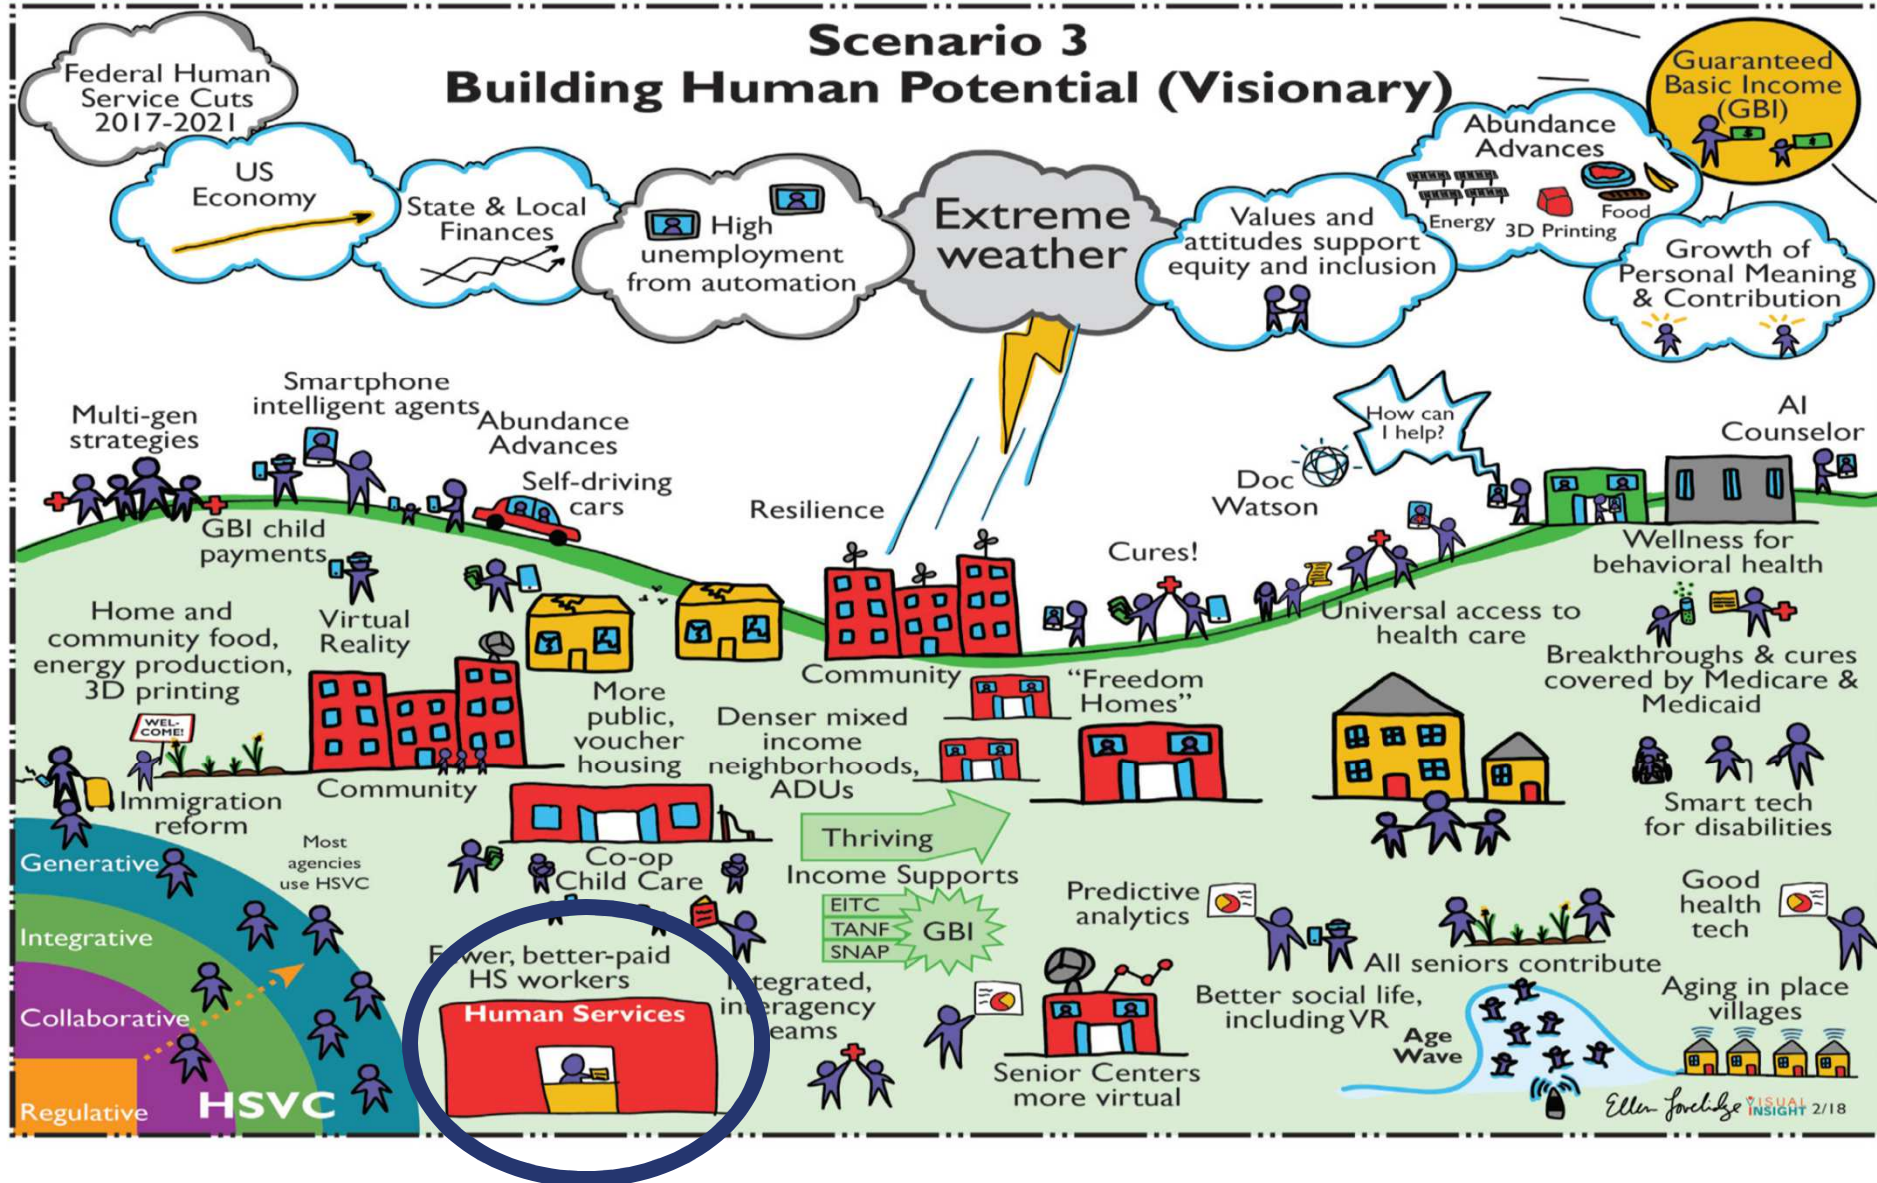 Scenario 3
Building Human Potential (Visionary)
Federal Human
Service Cuts
2017-2021
US
Economy
State & Local
Finances
High
unemployment
from automation
Extreme
weather
Values and
attitudes support
equity and inclusion
Abundance
Advances
Energy
3D Printing
Food
Guaranteed
Basic Income
(GBI)
$
$
Growth of
Personal Meaning
& Contribution
Multi-gen
strategies
Smartphone
intelligent agents
Abundance
Advances
Self-driving
cars
GBI child
payments
Resilience
Cures!
Doc
Watson
How can
I help?
AI
Counselor
Wellness for
behavioral health
Universal access to
health care
Home and
community food,
energy production,
3D printing
Virtual
Reality
Community
"Freedom
Homes"
Breakthroughs & cures
covered by Medicare &
Medicaid
More
public,
voucher
housing
Denser mixed
income
neighborhoods,
ADUs
WEL-
COME!
Immigration
reform
Community
Smart tech
for disabilities
Most
agencies
use HSVC
Co-op
Child Care
Thriving
Income Supports
EITC
TANF
SNAP
GBI
Predictive
analytics
Good
health
tech
All seniors contribute
Generative
Integrative
Collaborative
Regulative
HSVC
better-paid
HS workers
Human Services
interagency
Senior Centers
more virtual
Better social life,
including VR
Age
Wave
Aging in place
villages
Ellen Lovelidge VISUAL INSIGHT 2/18